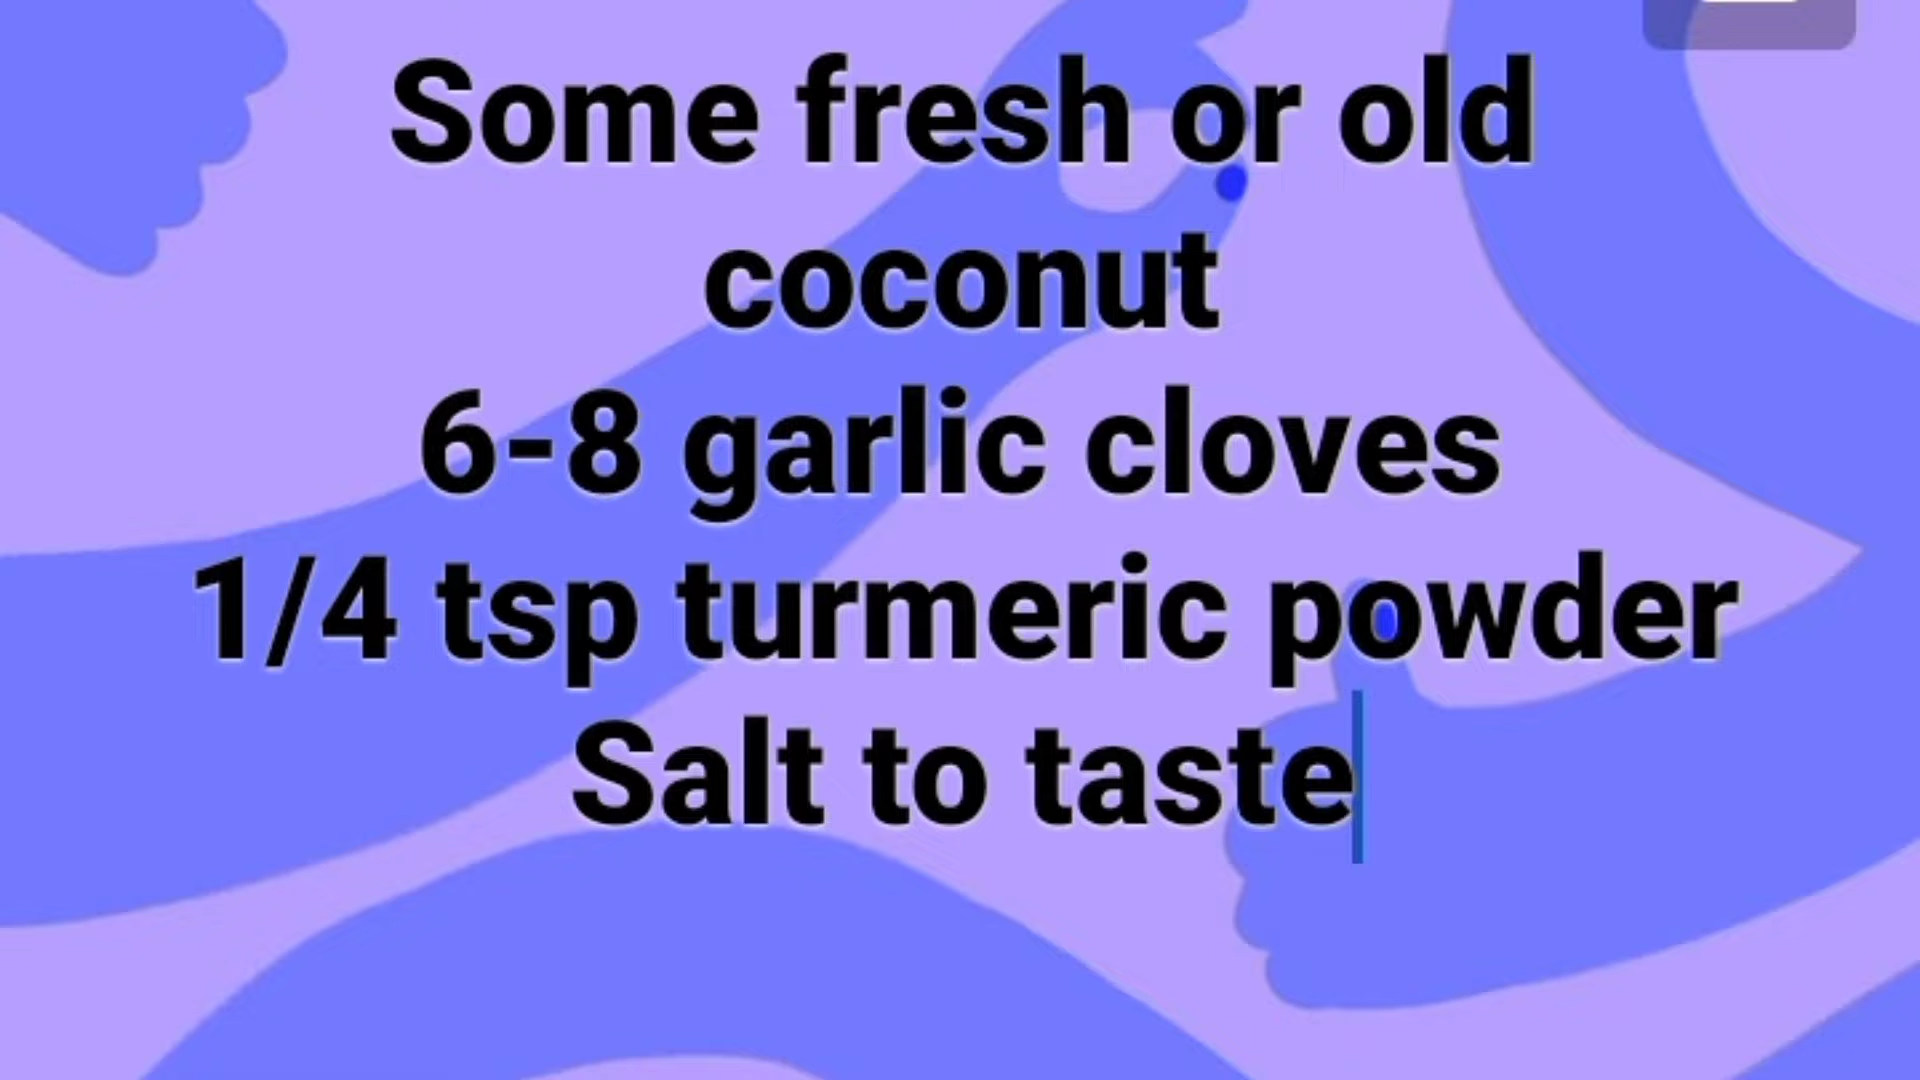 Some fresh or old
coconut
6-8 garlic cloves
1/4 tsp turmeric powder
Salt to taste